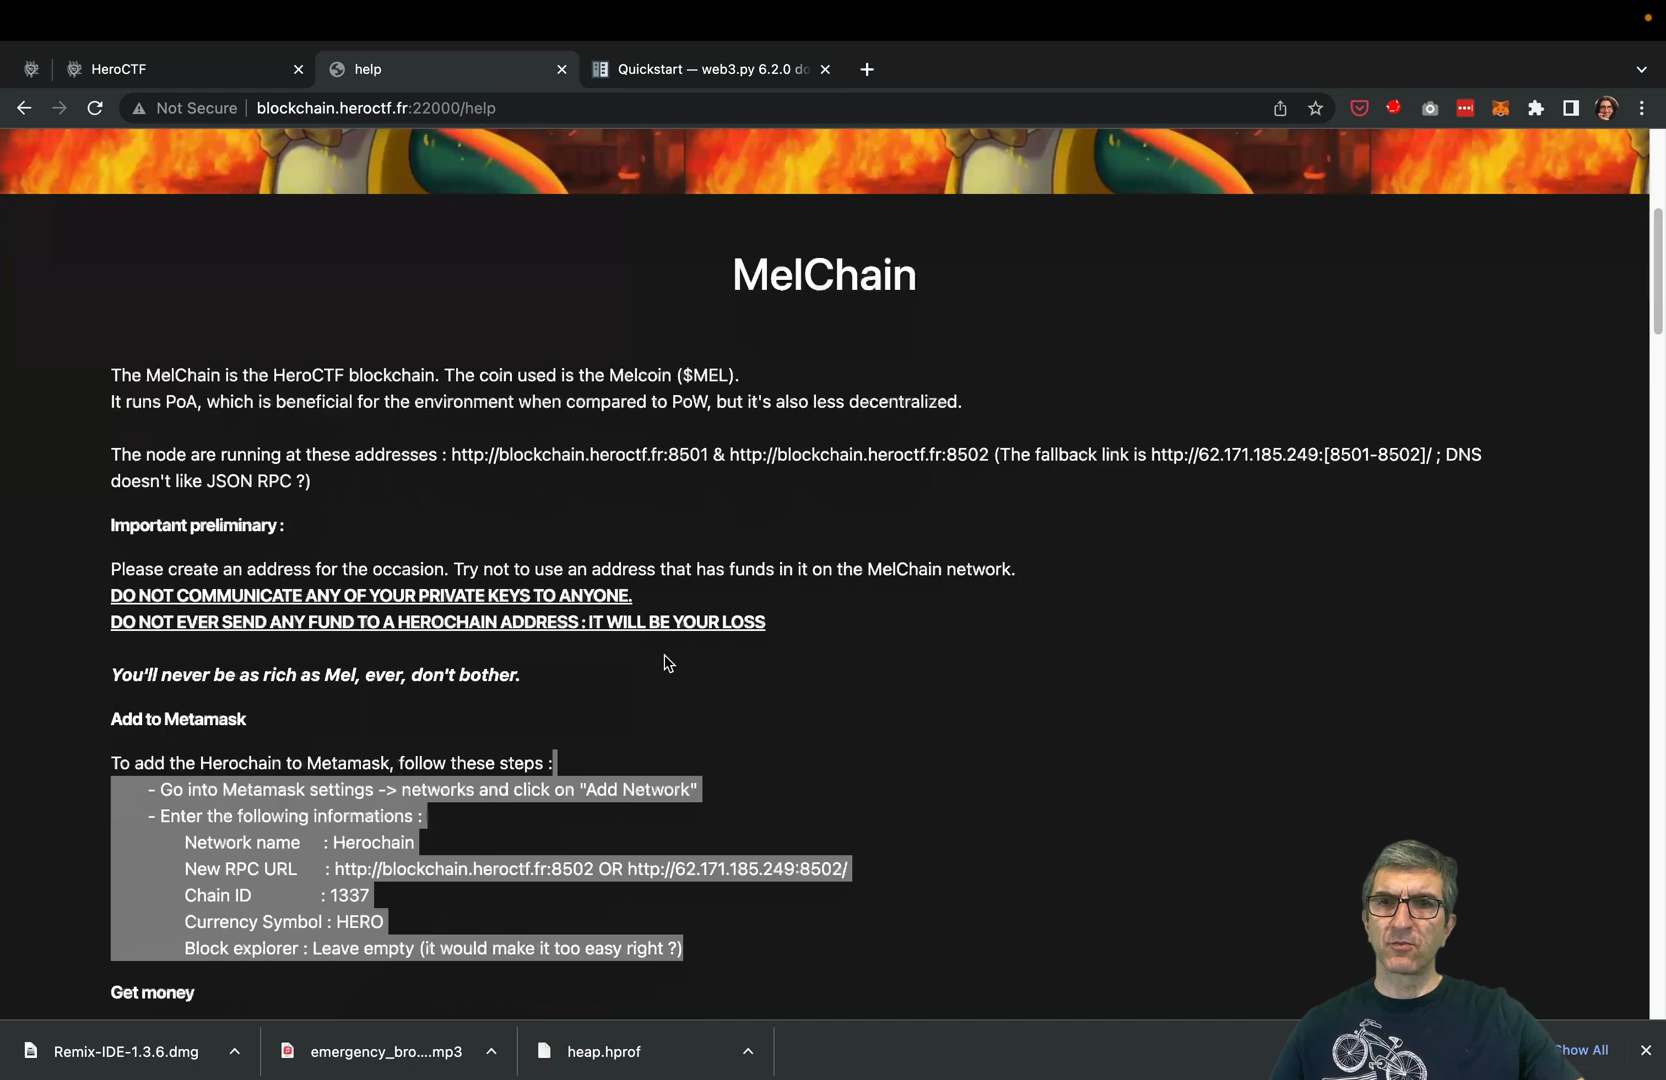 HeroCTF
help
Quickstart — web3.py 6.2.0 do
Not Secure
blockchain.heroctf.fr:22000/help
MelChain
The MelChain is the HeroCTF blockchain. The coin used is the Melcoin ($MEL).
It runs PoA, which is beneficial for the environment when compared to PoW, but it's also less decentralized.
The node are running at these addresses : http://blockchain.heroctf.fr:8501 & http://blockchain.heroctf.fr:8502 (The fallback link is http://62.171.185.249:[8501-8502]/ ; DNS
doesn't like JSON RPC ?)
Important preliminary :
Please create an address for the occasion. Try not to use an address that has funds in it on the MelChain network.
DO NOT COMMUNICATE ANY OF YOUR PRIVATE KEYS TO ANYONE.
DO NOT EVER SEND ANY FUND TO A HEROCHAIN ADDRESS : IT WILL BE YOUR LOSS
You'll never be as rich as Mel, ever, don't bother.
Add to Metamask
To add the Herochain to Metamask, follow these steps :
- Go into Metamask settings -> networks and click on "Add Network"
- Enter the following informations :
Network name : Herochain
New RPC URL : http://blockchain.heroctf.fr:8502 OR http://62.171.185.249:8502/
Chain ID : 1337
Currency Symbol : HERO
Block explorer : Leave empty (it would make it too easy right ?)
Get money
Remix-IDE-1.3.6.dmg
emergency_bro....mp3
heap.hprof
Show All